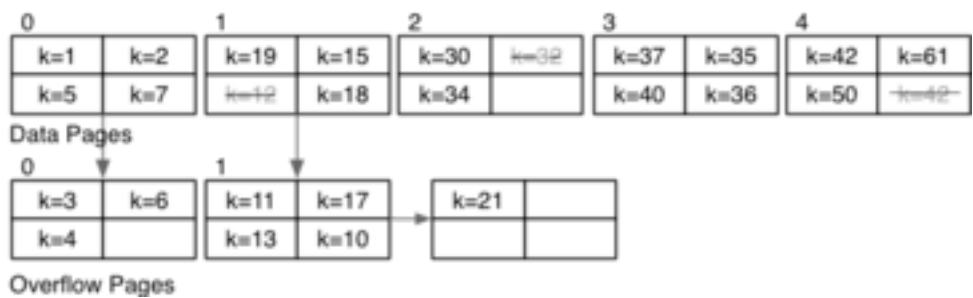 0 1 2 3 4
k=1 k=2 k=19 k=15 k=30 k=32 k=37 k=35 k=42 k=61
k=5 k=7 k=12 k=18 k=34 k=40 k=36 k=50 k=42
Data Pages
0 1
k=3 k=6 k=11 k=17 k=21
k=4 k=13 k=10
Overflow Pages